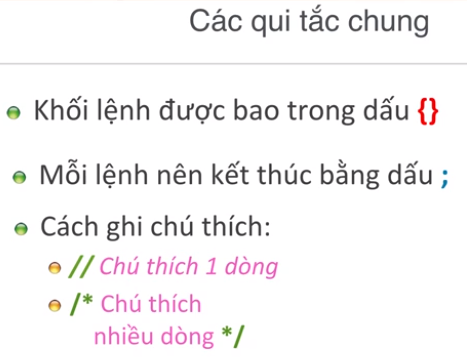 Các qui tắc chung
Khối lệnh được bao trong dấu {}
Mỗi lệnh nên kết thúc bằng dấu ;
Cách ghi chú thích:
// Chú thích 1 dòng
/* Chú thích
nhiều dòng */